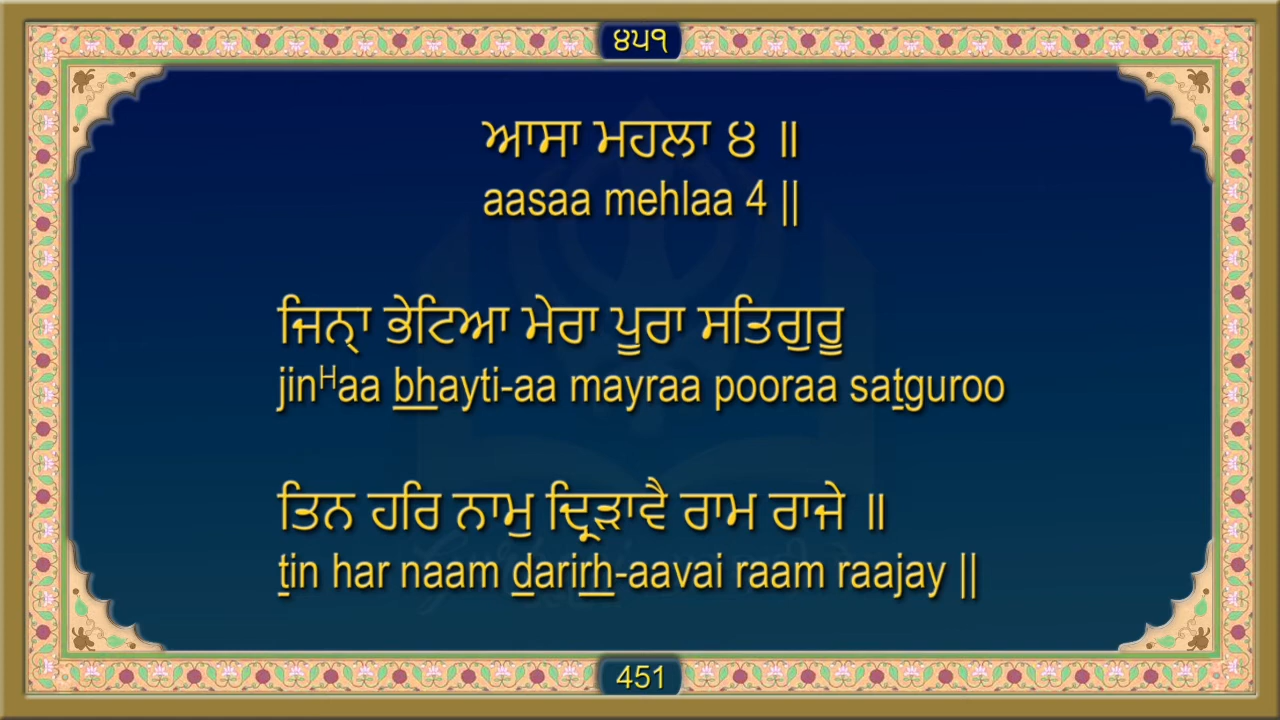 ੪੫੧
ਆਸਾ ਮਹਲਾ ੪ ॥
aasaa mehlaa 4 ||
ਜਿਨੑਾ ਭੇਟਿਆ ਮੇਰਾ ਪੂਰਾ ਸਤਿਗੁਰੂ
jinHaa bhayti-aa mayraa pooraa satguroo
ਤਿਨ ਹਰਿ ਨਾਮੁ ਦ੍ਰਿੜਾਵੈ ਰਾਮ ਰਾਜੇ ॥
tin har naam darirh-aavai raam raajay ||
451